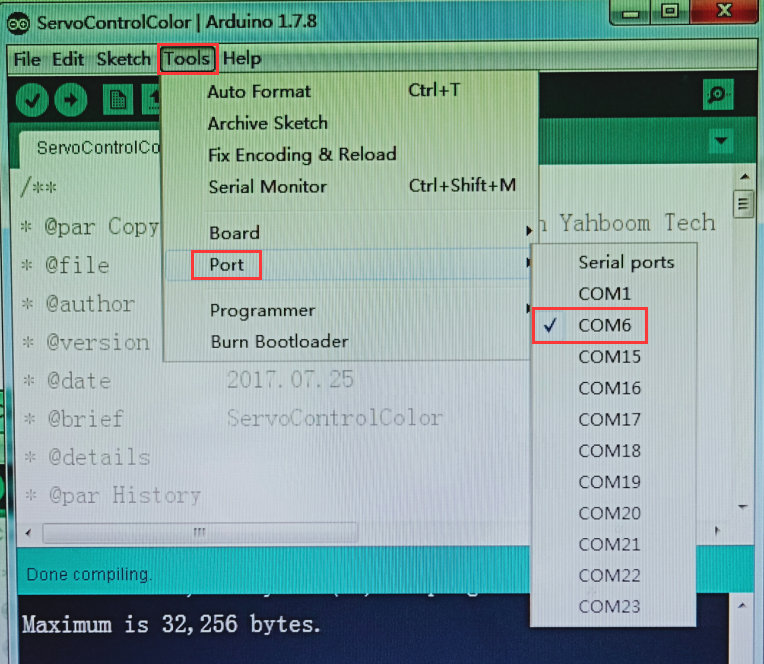 ServoControlColor | Arduino 1.7.8
File Edit Sketch Tools Help
Auto Format Ctrl+T
Archive Sketch
Fix Encoding & Reload
Serial Monitor Ctrl+Shift+M
Board
Port
Programmer
Burn Bootloader
Serial ports
COM1
✓ COM6
COM15
COM16
COM17
COM18
COM19
COM20
COM21
COM22
COM23
ServoControlCo
/**
* @par Copy Yahboom Tech
* @file
* @author
* @version
* @date 2017.07.25
* @brief ServoControlColor
* @details
* @par History
Done compiling.
Maximum is 32,256 bytes.